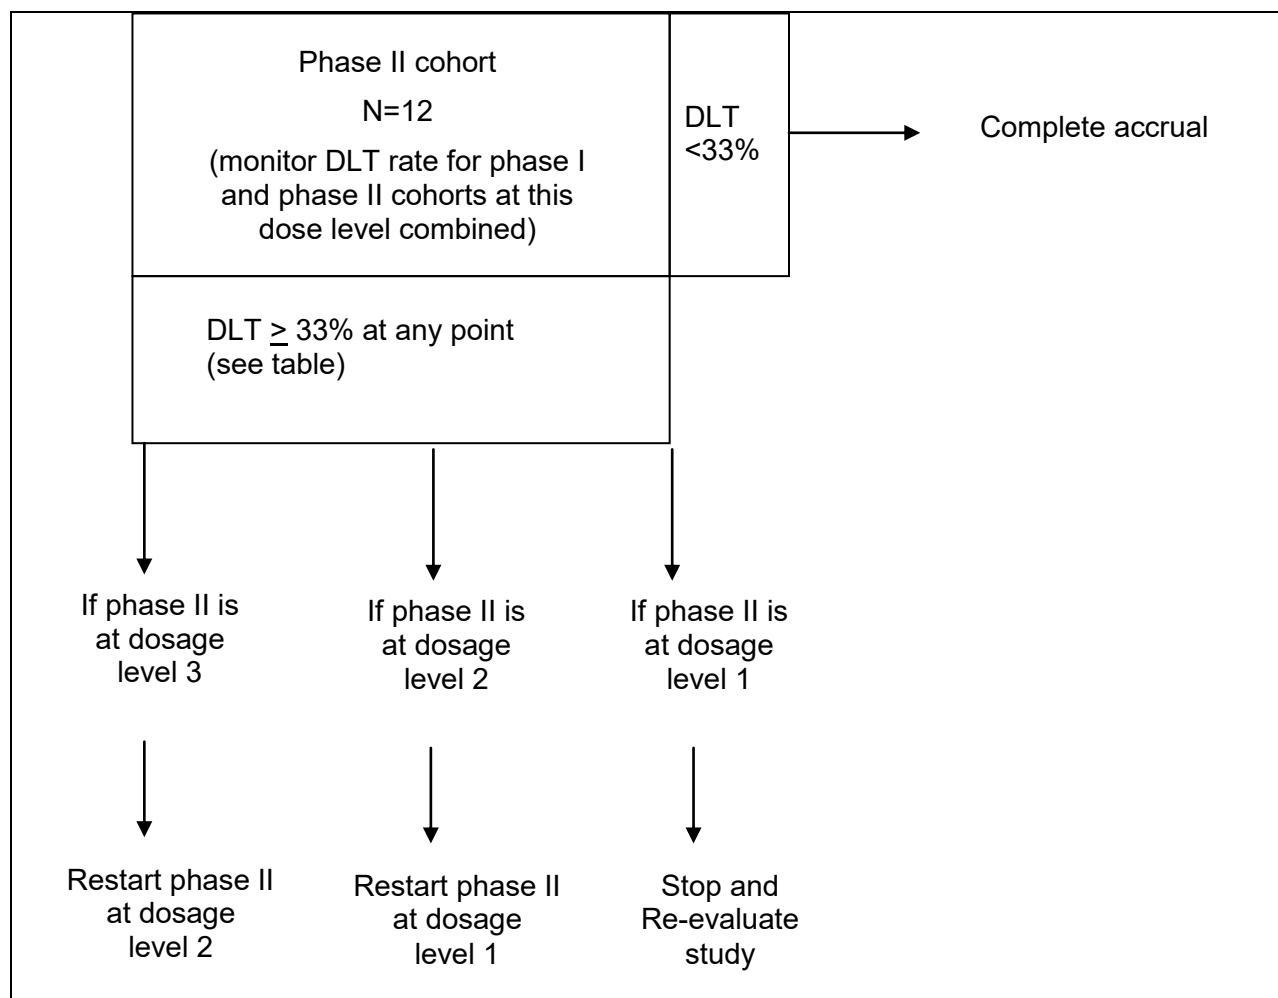 Phase II cohort
N=12
(monitor DLT rate for phase I
and phase II cohorts at this
dose level combined)
DLT
<33%
Complete accrual
DLT ≥ 33% at any point
(see table)
If phase II is
at dosage
level 3
If phase II is
at dosage
level 2
If phase II is
at dosage
level 1
Restart phase II
at dosage
level 2
Restart phase II
at dosage
level 1
Stop and
Re-evaluate
study